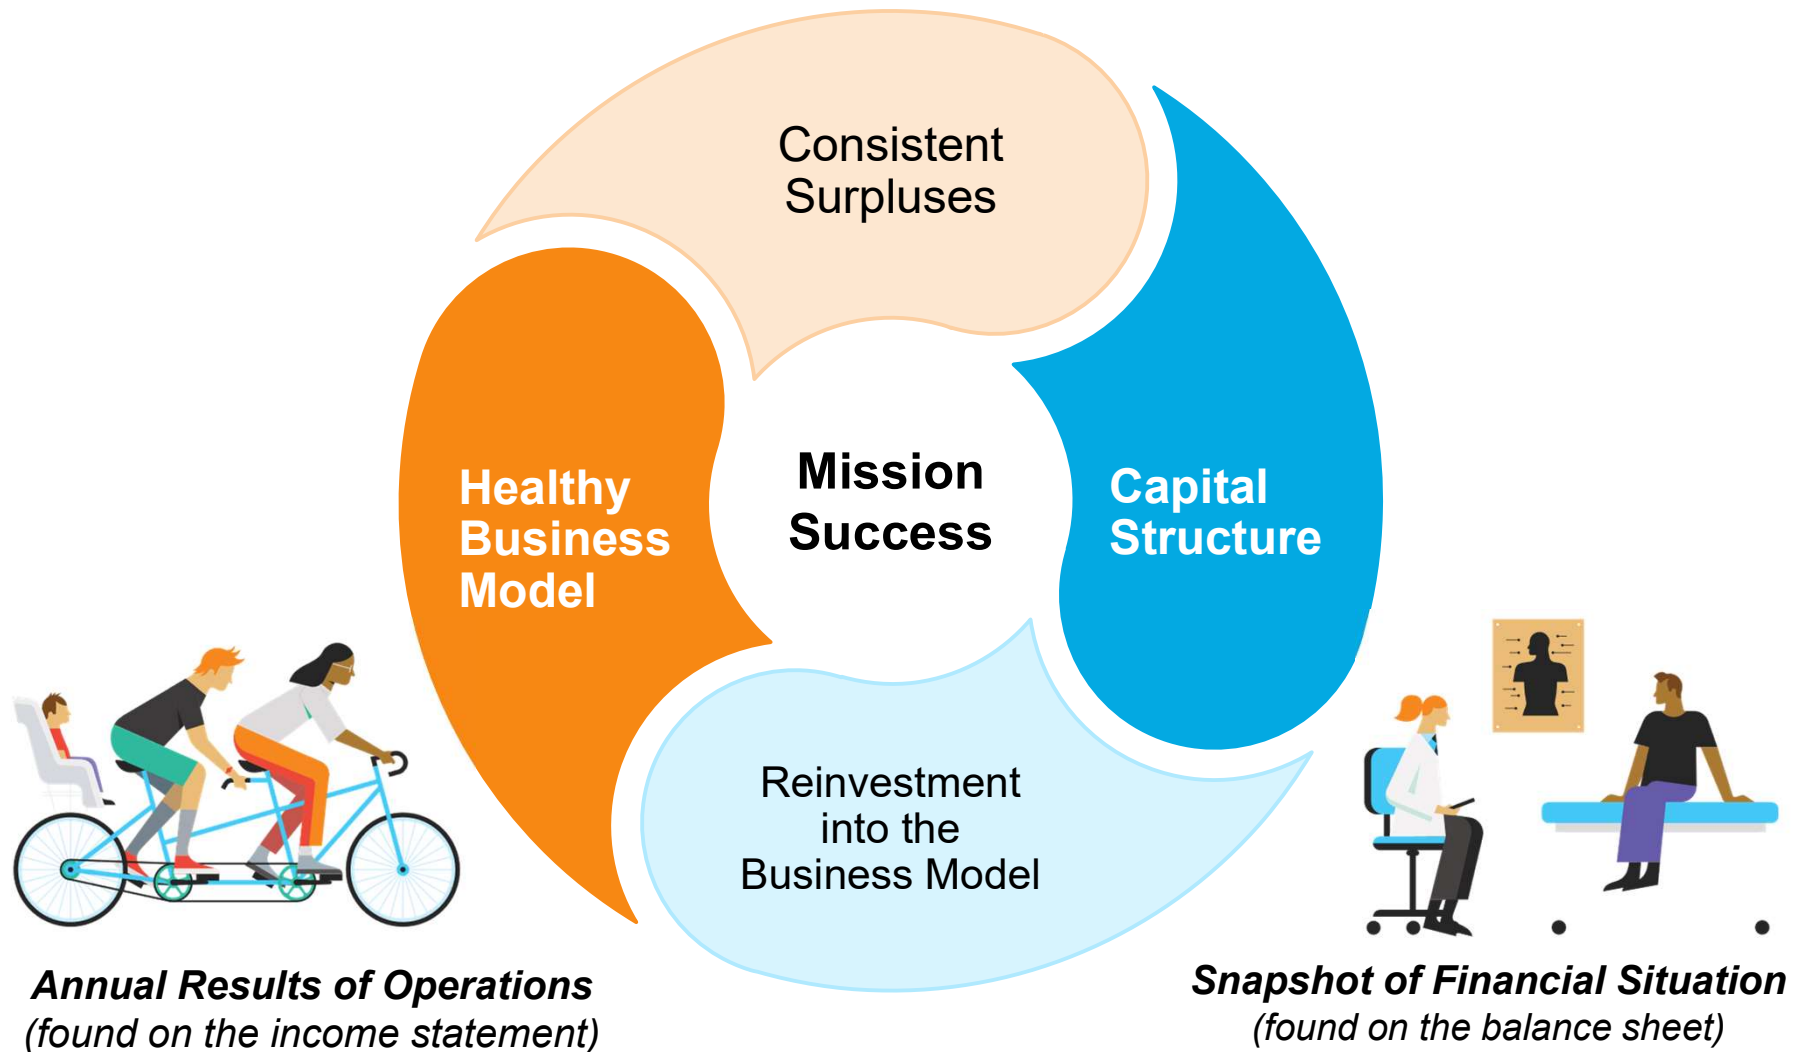 Consistent
Surpluses
Healthy
Business
Model
Mission
Success
Capital
Structure
Reinvestment
into the
Business Model
Annual Results of Operations
(found on the income statement)
Snapshot of Financial Situation
(found on the balance sheet)